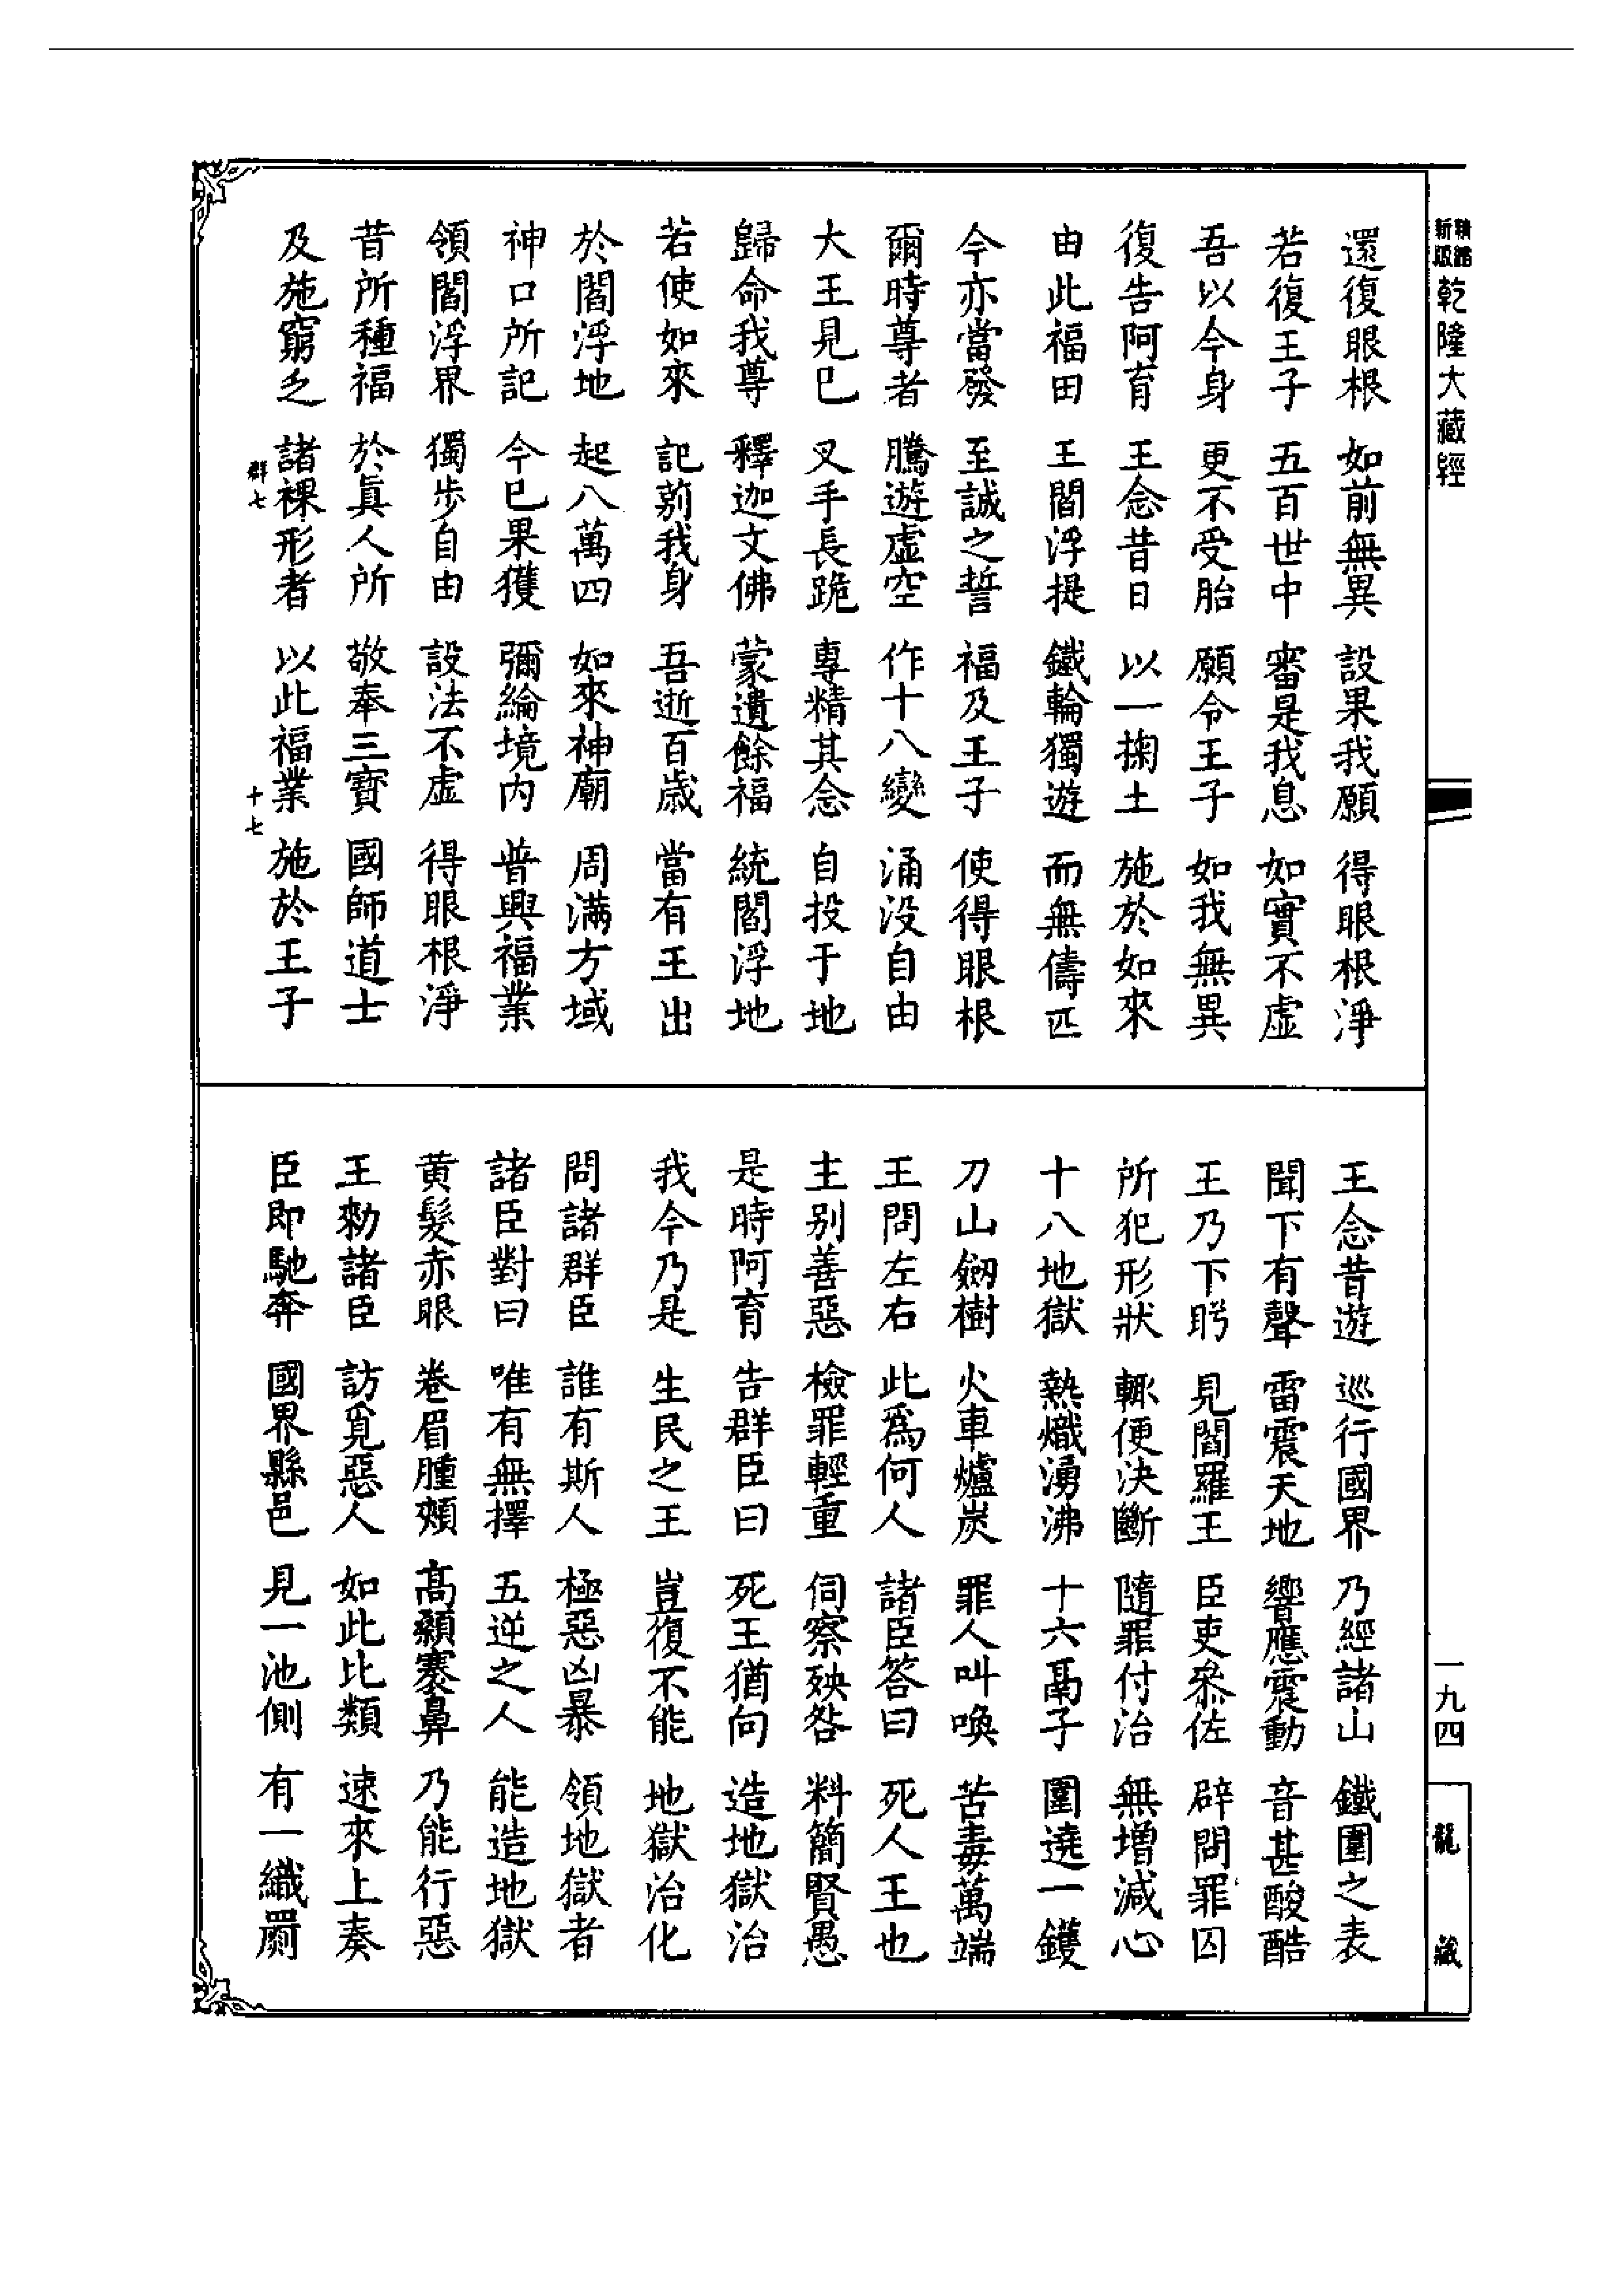 新編縮版乾隆大藏經
還復眼根　如前無異　設果我願　得眼根淨
若復王子　五百世中　審是我息　如實不虛
吾以今身　更不受胎　願令王子　如我無異
復告阿育　王念昔日　以一掬土　施於如來
由此福田　王閻浮提　鐵輪獨遊　而無儔匹
今亦當發　至誠之誓　福及王子　使得眼根
爾時尊者　騰遊虛空　作十八變　涌没自由
大王見已　叉手長跪　專精其念　自投于地
歸命我尊　釋迦文佛　蒙遺餘福　統閻浮地
若使如來　記莂我身　吾逝百歲　當有王出
於閻浮地　起八萬四　如來神廟　周滿方域
神口所記　今已果獲　彌綸境内　普興福業
領閻浮界　獨步自由　設法不虛　得眼根淨
昔所種福　於真人所　敬奉三寶　國師道士
及施窮乏　諸裸形者　以此福業　施於王子
群七　十七
王念昔遊　巡行國界　乃經諸山　鐵圍之表
聞下有聲　雷震天地　響應震動　音甚酸酷
王乃下眄　見閻羅王　臣吏叅佐　辟問罪囚
所犯形狀　輒便決斷　隨罪付治　無增減心
十八地獄　熱熾湧沸　十六鬲子　圍遶一鑊
刀山劒樹　火車爐炭　罪人叫喚　苦毒萬端
王問左右　此爲何人　諸臣答曰　死人王也
主别善惡　檢罪輕重　伺察殃咎　料簡賢愚
是時阿育　告群臣曰　死王猶向　造地獄治
我今乃是　生民之王　豈復不能　地獄治化
問諸群臣　誰有斯人　極惡凶暴　領地獄者
諸臣對曰　唯有無擇　五逆之人　能造地獄
黄髮赤眼　卷眉腫頰　高顙褰鼻　乃能行惡
王勑諸臣　訪覓惡人　如此比類　速來上奏
臣即馳奔　國界縣邑　見一池側　有一織罽
一九四
龍藏